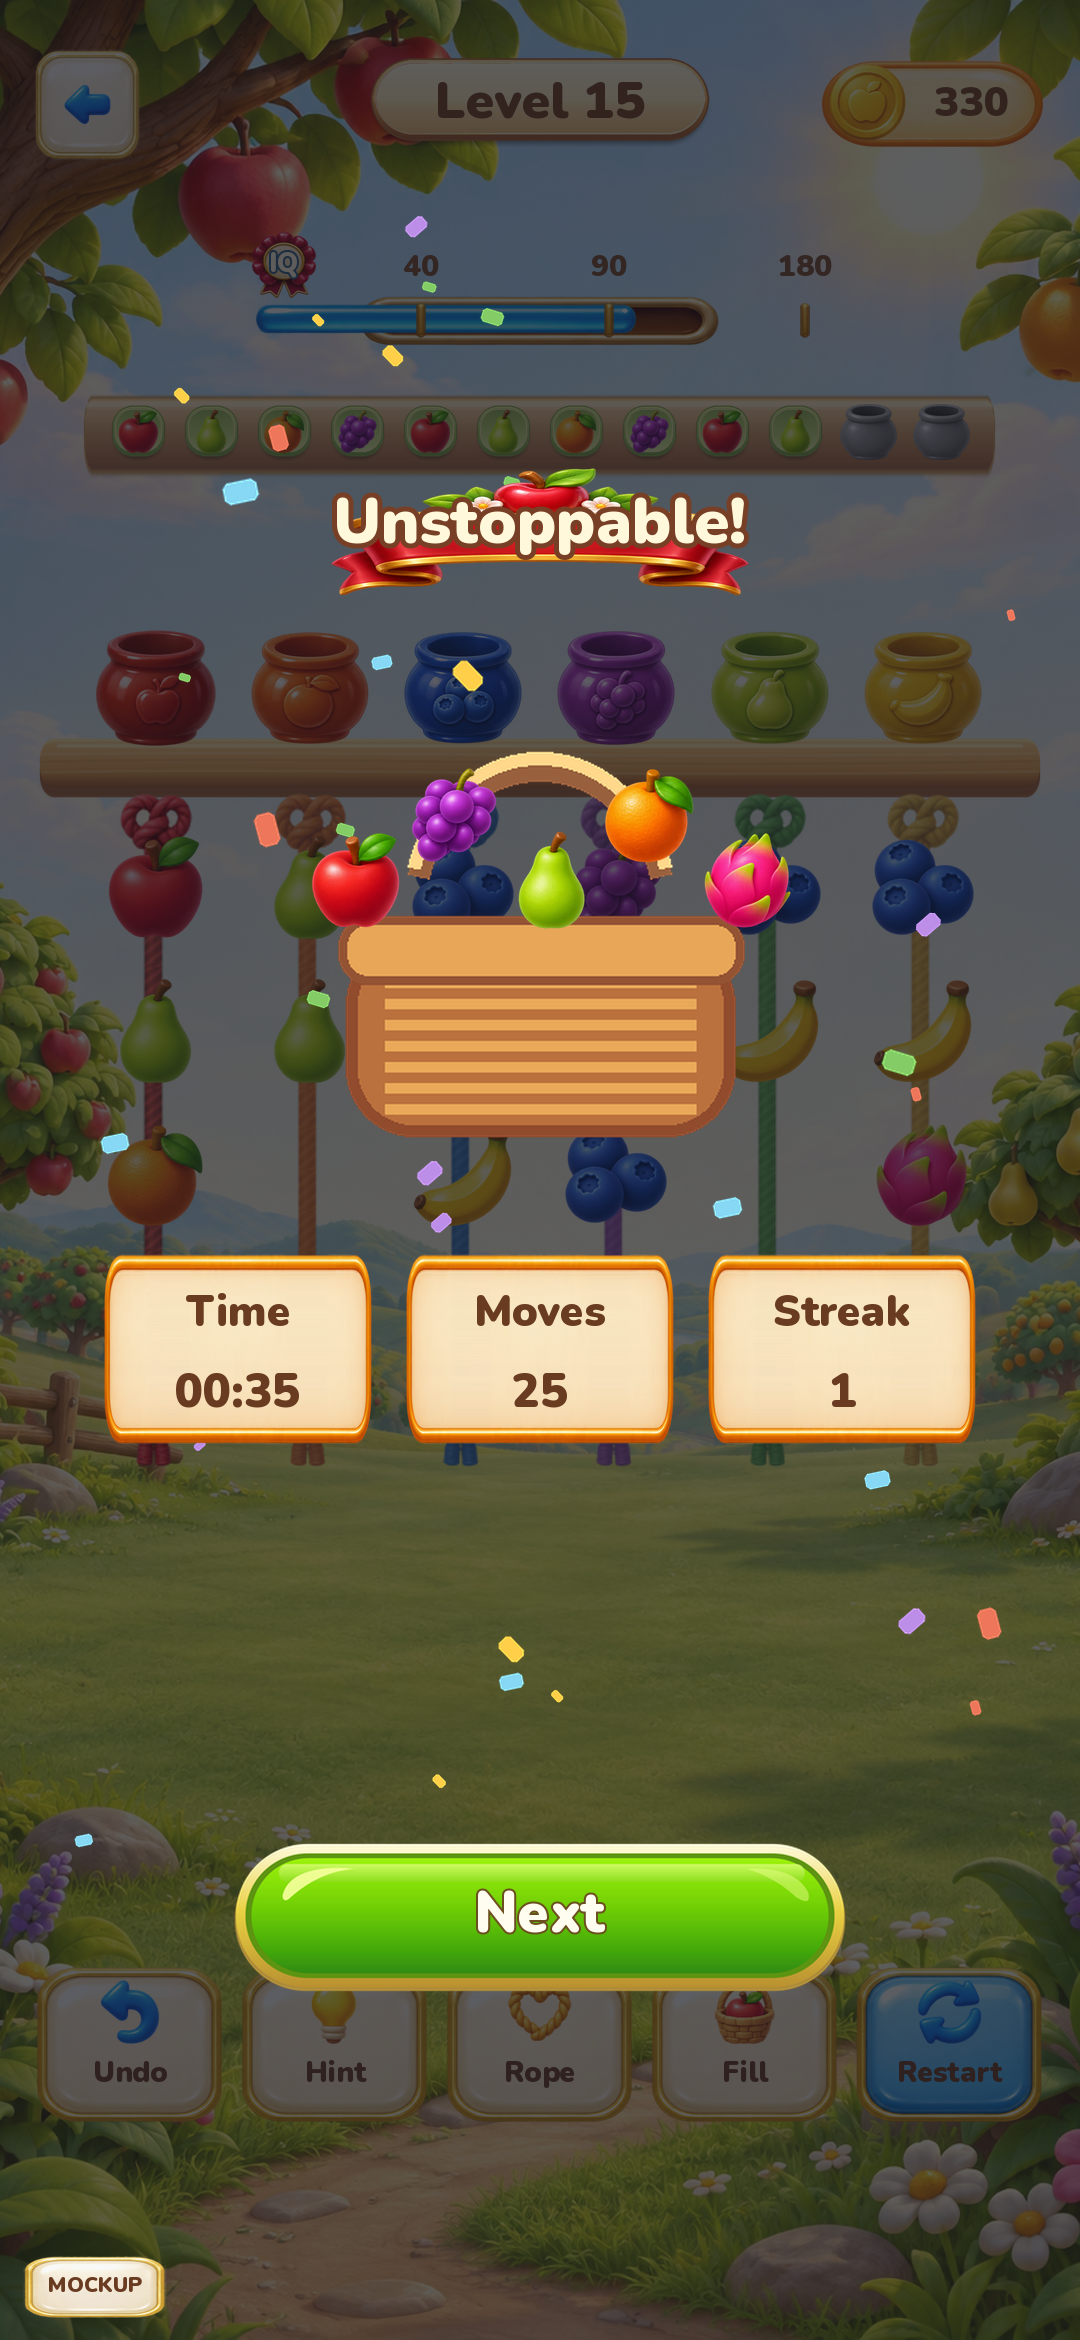 Level 15
330
IQ
40
90
180
Unstoppable!
Time
00:35
Moves
25
Streak
1
Next
Undo
Hint
Rope
Fill
Restart
MOCKUP